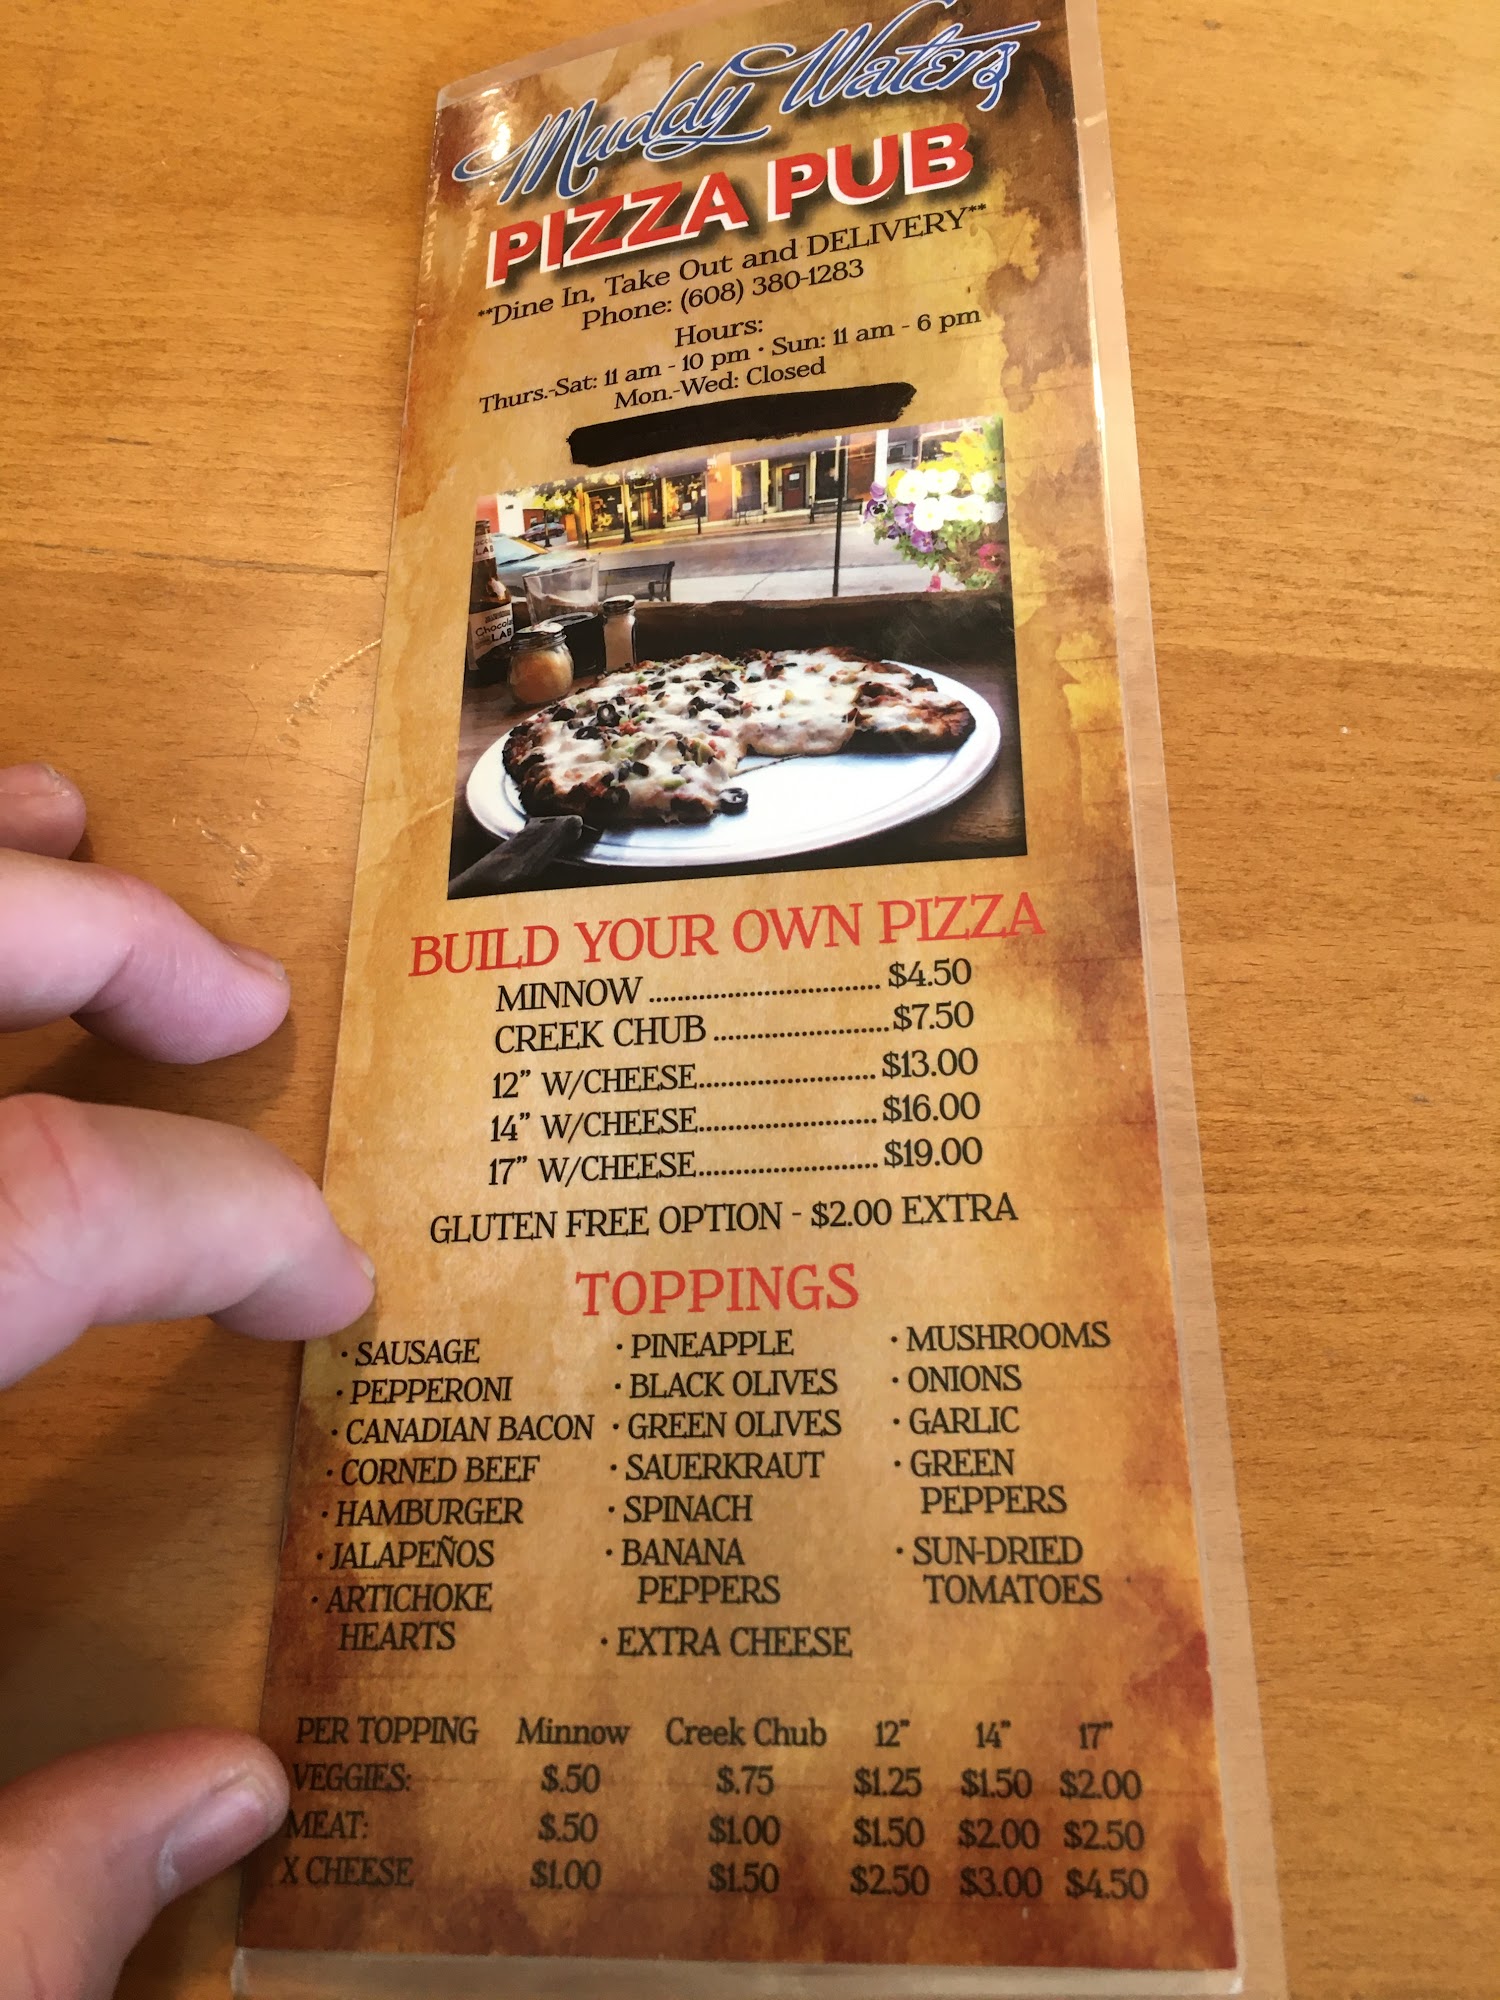 Muddy Waters
PIZZA PUB
**Dine In, Take Out and DELIVERY**
Phone: (608) 380-1283
Hours:
Thurs.-Sat: 11 am - 10 pm · Sun: 11 am - 6 pm
Mon.-Wed: Closed
LAB
Chocola
LAB
BUILD YOUR OWN PIZZA
MINNOW ................................ $4.50
CREEK CHUB ........................ $7.50
12” W/CHEESE........................ $13.00
14” W/CHEESE........................ $16.00
17” W/CHEESE........................ $19.00
GLUTEN FREE OPTION - $2.00 EXTRA
TOPPINGS
· SAUSAGE
· PEPPERONI
· CANADIAN BACON
· CORNED BEEF
· HAMBURGER
· JALAPEÑOS
· ARTICHOKE
HEARTS
· PINEAPPLE
· BLACK OLIVES
· GREEN OLIVES
· SAUERKRAUT
· SPINACH
· BANANA
PEPPERS
· EXTRA CHEESE
· MUSHROOMS
· ONIONS
· GARLIC
· GREEN
PEPPERS
· SUN-DRIED
TOMATOES
PER TOPPING Minnow Creek Chub 12” 14” 17”
VEGGIES: $.50 $.75 $1.25 $1.50 $2.00
MEAT: $.50 $1.00 $1.50 $2.00 $2.50
X CHEESE $1.00 $1.50 $2.50 $3.00 $4.50